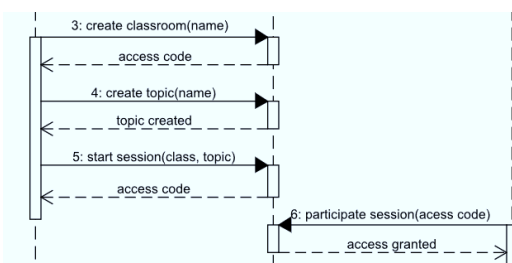 3: create classroom(name)
access code
4: create topic(name)
topic created
5: start session(class, topic)
access code
6: participate session(acess code)
access granted